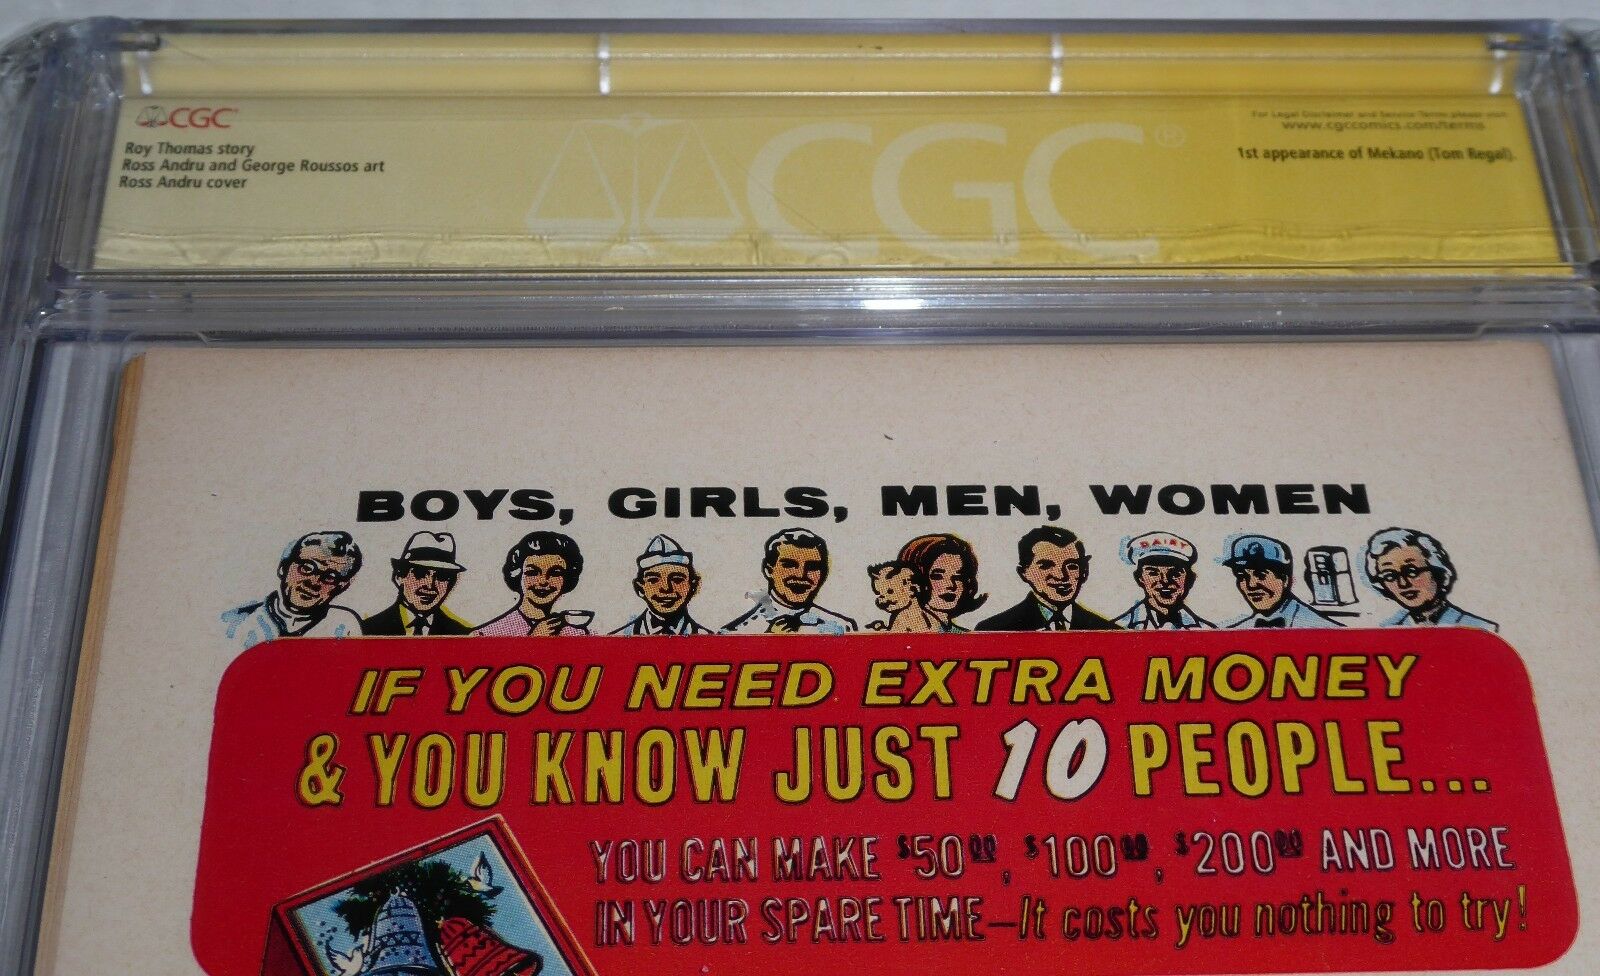 CGC
Roy Thomas story
Ross Andru and George Roussos art
Ross Andru cover
CGC®
For Legal Disclaimer and Service Terms please visit
www.cgccomics.com/terms
1st appearance of Mekano (Tom Regal).
BOYS, GIRLS, MEN, WOMEN
DAIRY
IF YOU NEED EXTRA MONEY
& YOU KNOW JUST 10 PEOPLE...
YOU CAN MAKE $50.00, $100.00, $200.00 AND MORE
IN YOUR SPARE TIME—It costs you nothing to try!